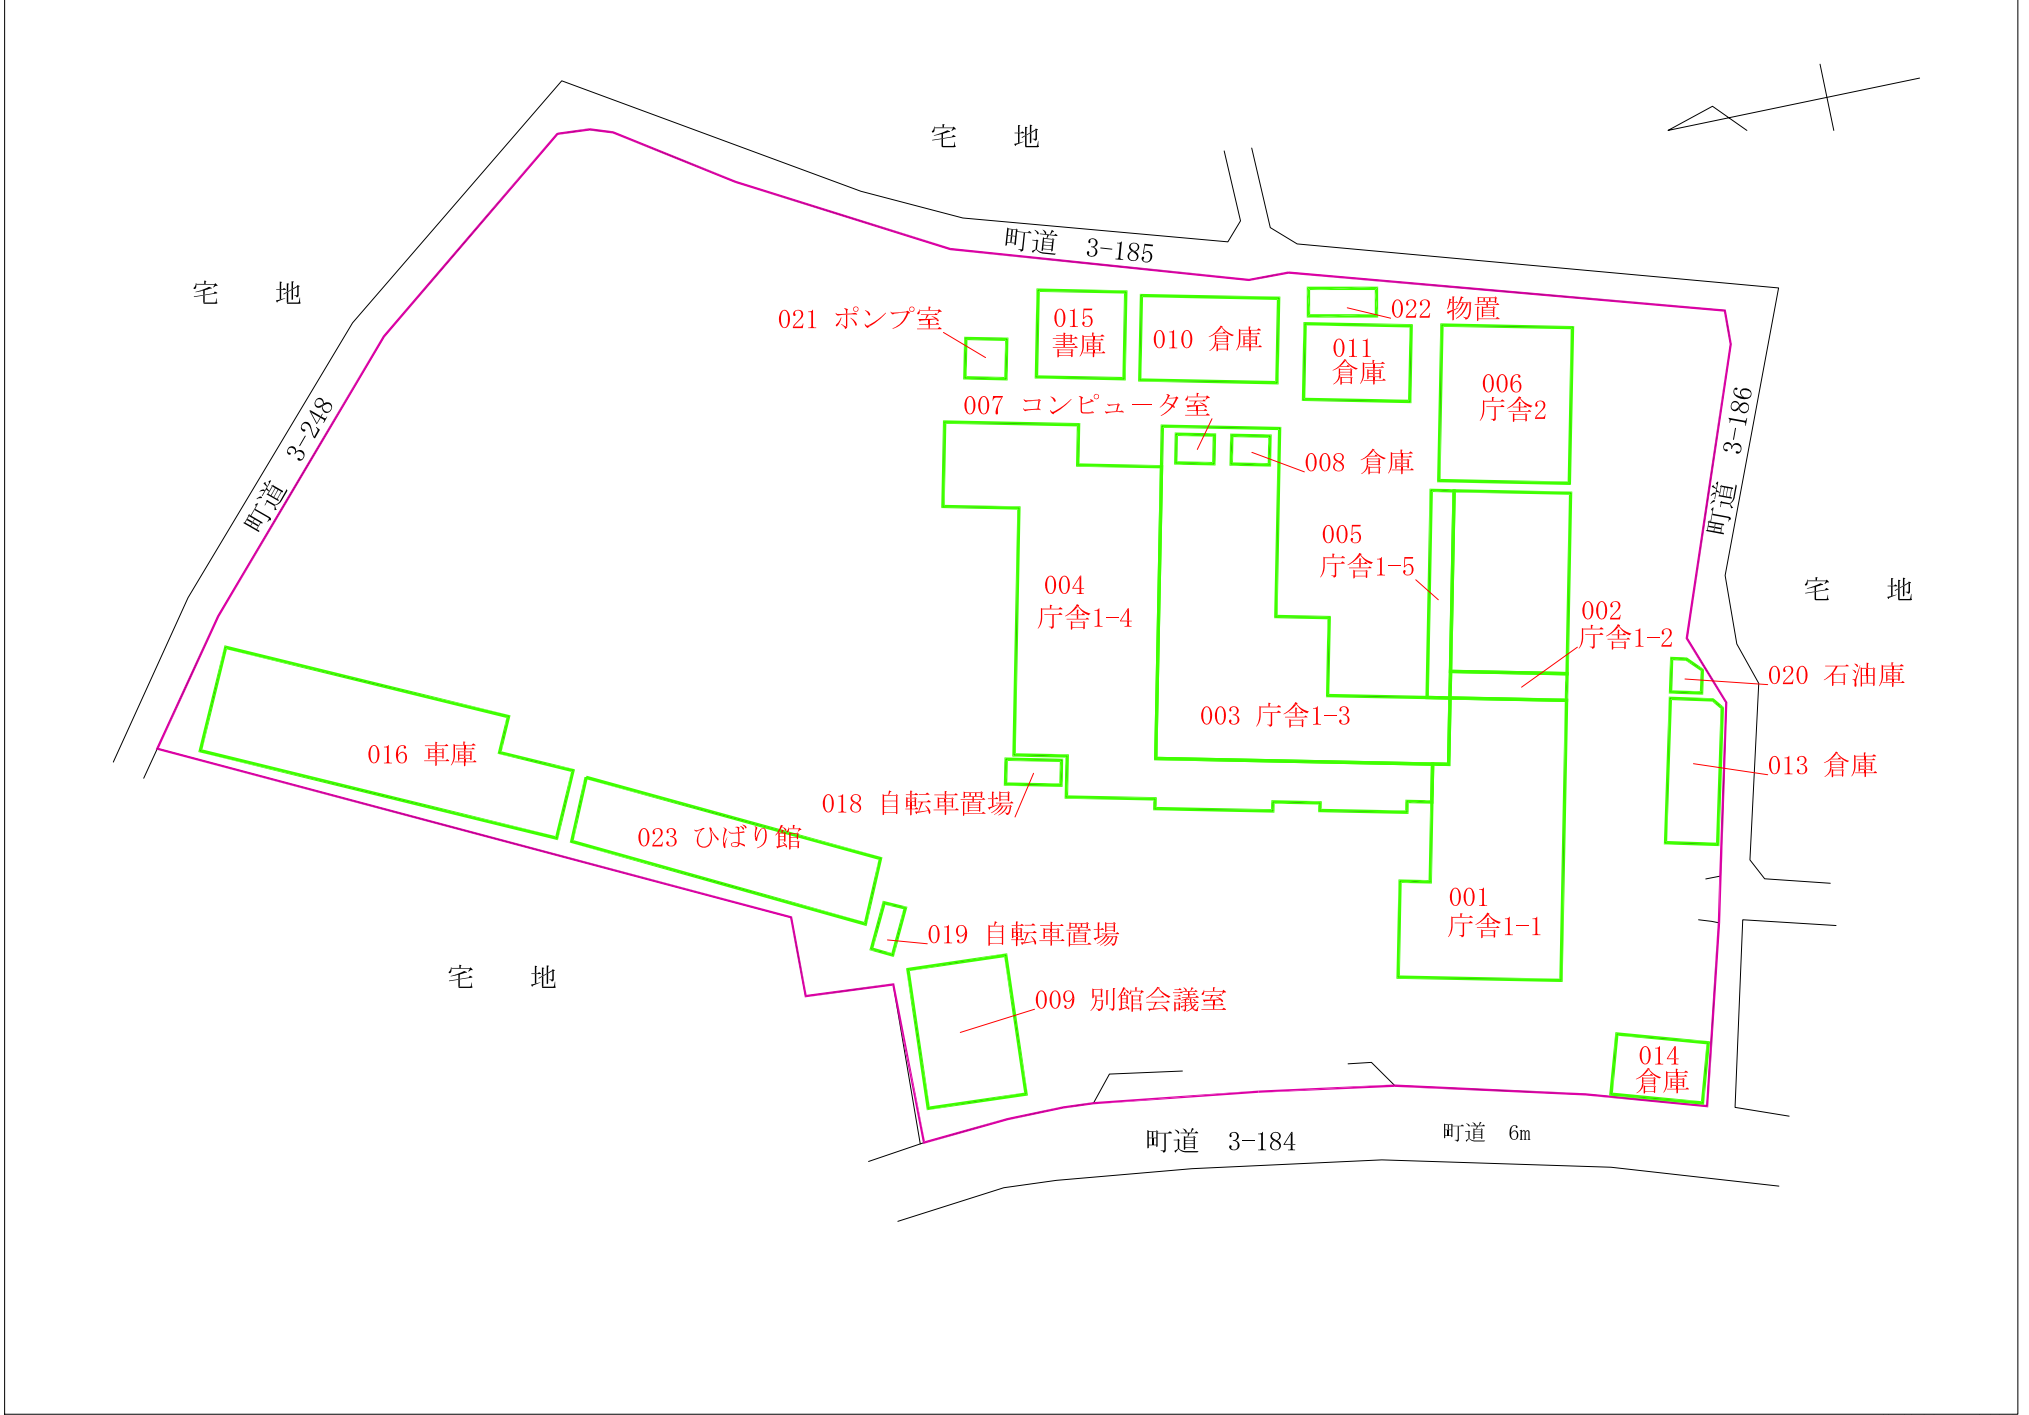 宅　地
宅　地
町道　3-185
021 ポンプ室
015
書庫
010 倉庫
022 物置
011
倉庫
006
庁舎2
007 コンピュータ室
008 倉庫
町道　3-248
町道　3-186
005
庁舎1-5
004
庁舎1-4
002
庁舎1-2
宅　地
020 石油庫
003 庁舎1-3
016 車庫
013 倉庫
018 自転車置場
023 ひばり館
001
庁舎1-1
019 自転車置場
宅　地
009 別館会議室
014
倉庫
町道　3-184
町道　6m